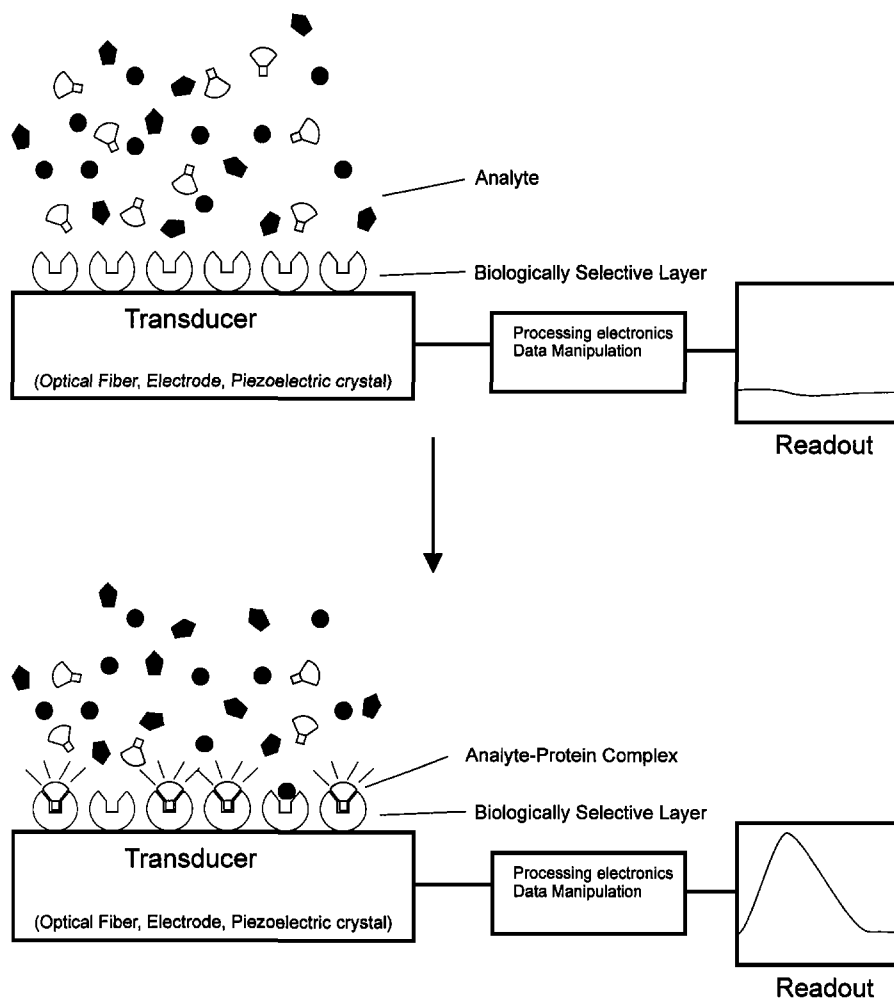 Analyte
Biologically Selective Layer
Transducer
(Optical Fiber, Electrode, Piezoelectric crystal)
Processing electronics
Data Manipulation
Readout
Analyte-Protein Complex
Biologically Selective Layer
Transducer
(Optical Fiber, Electrode, Piezoelectric crystal)
Processing electronics
Data Manipulation
Readout